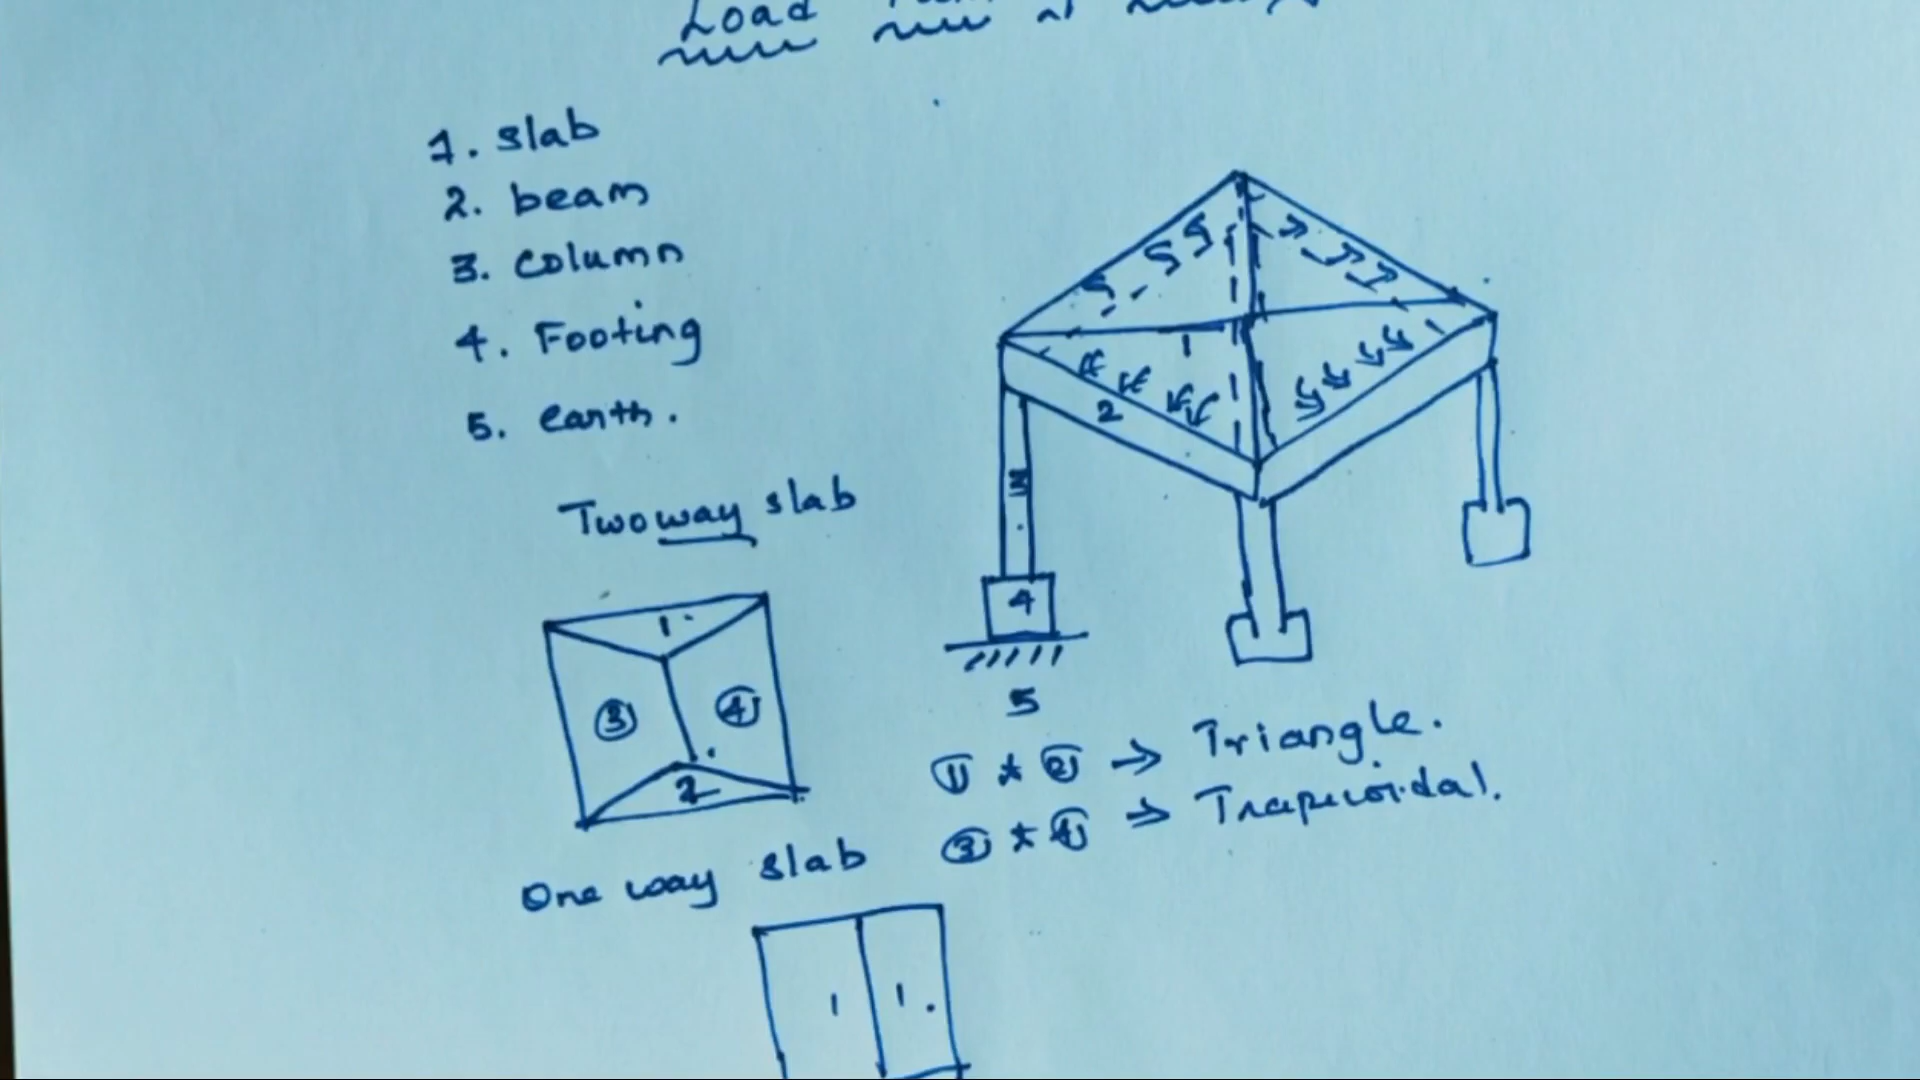 Load
1. slab
2. beam
3. column
4. Footing
5. earth.
1
2
3
4
5
Twoway slab
1
③ ④
2
① * ② → Triangle.
③ * ④ → Trapezoidal.
One way slab
1 1